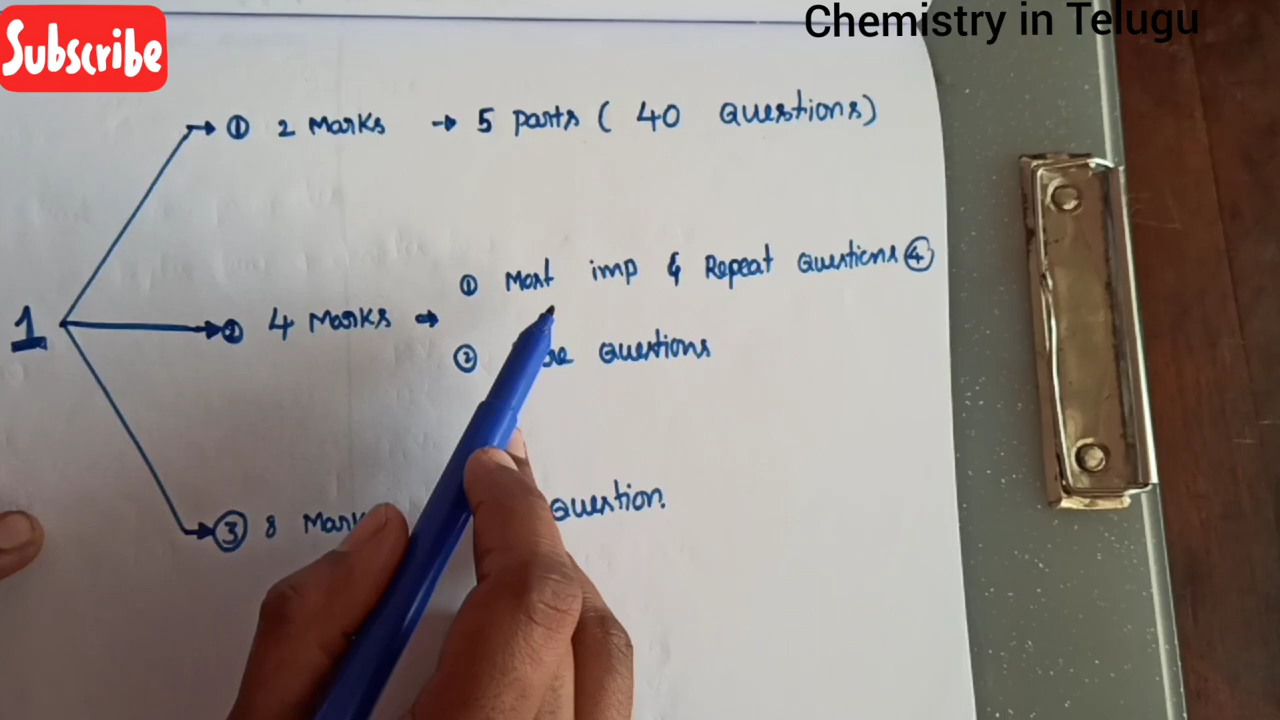 Subscribe
Chemistry in Telugu
① 2 Marks → 5 parts ( 40 Questions)
① Most imp & Repeat Questions ④
1
② 4 Marks →
② Questions
③ 8 Question.